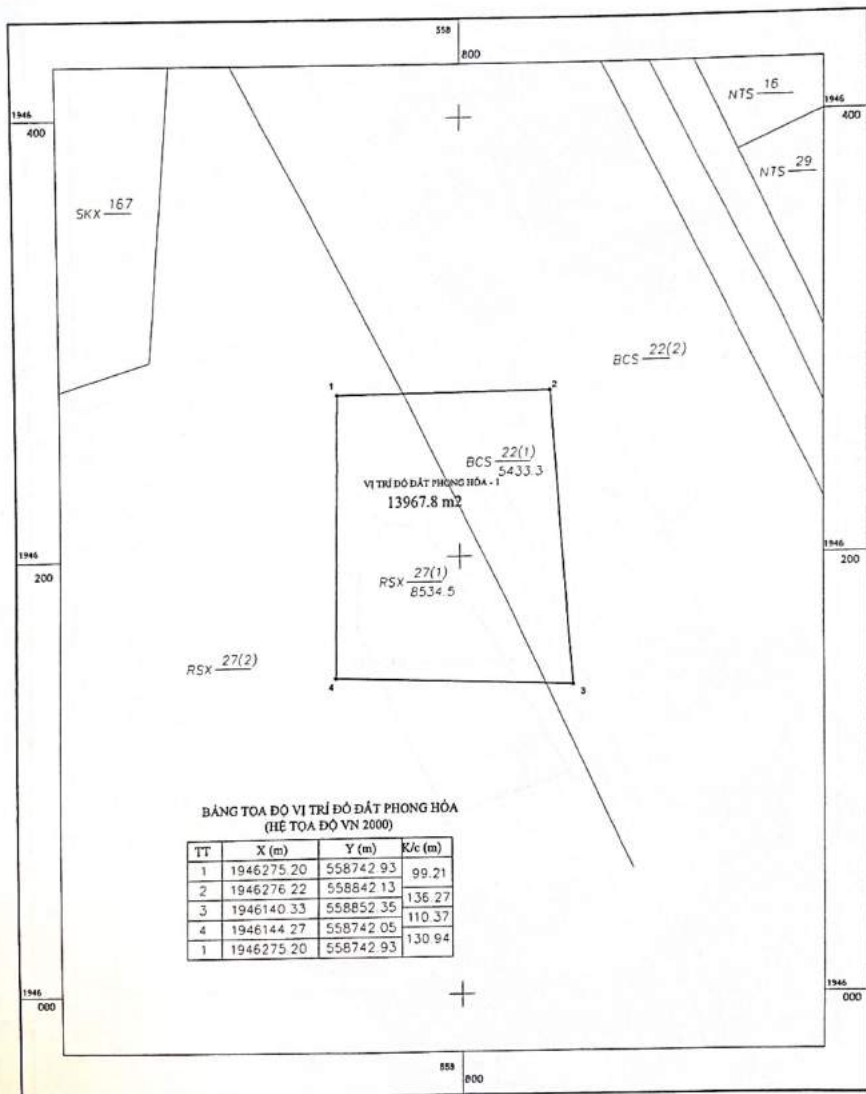 558
800
1946
400
1946
400
NTS 16
NTS 29
SKX 167
BCS 22(2)
1
2
BCS 22(1)
5433.3
VỊ TRÍ ĐỔ ĐẤT PHONG HÓA - 1
13967.8 m2
1946
200
1946
200
RSX 27(1)
8534.5
RSX 27(2)
4
3
BẢNG TỌA ĐỘ VỊ TRÍ ĐỔ ĐẤT PHONG HÓA
(HỆ TỌA ĐỘ VN 2000)
TT X (m) Y (m) K/c (m)
1 1946275.20 558742.93
99.21
2 1946276.22 558842.13
136.27
3 1946140.33 558852.35
110.37
4 1946144.27 558742.05
130.94
1 1946275.20 558742.93
1946
000
1946
000
558
800